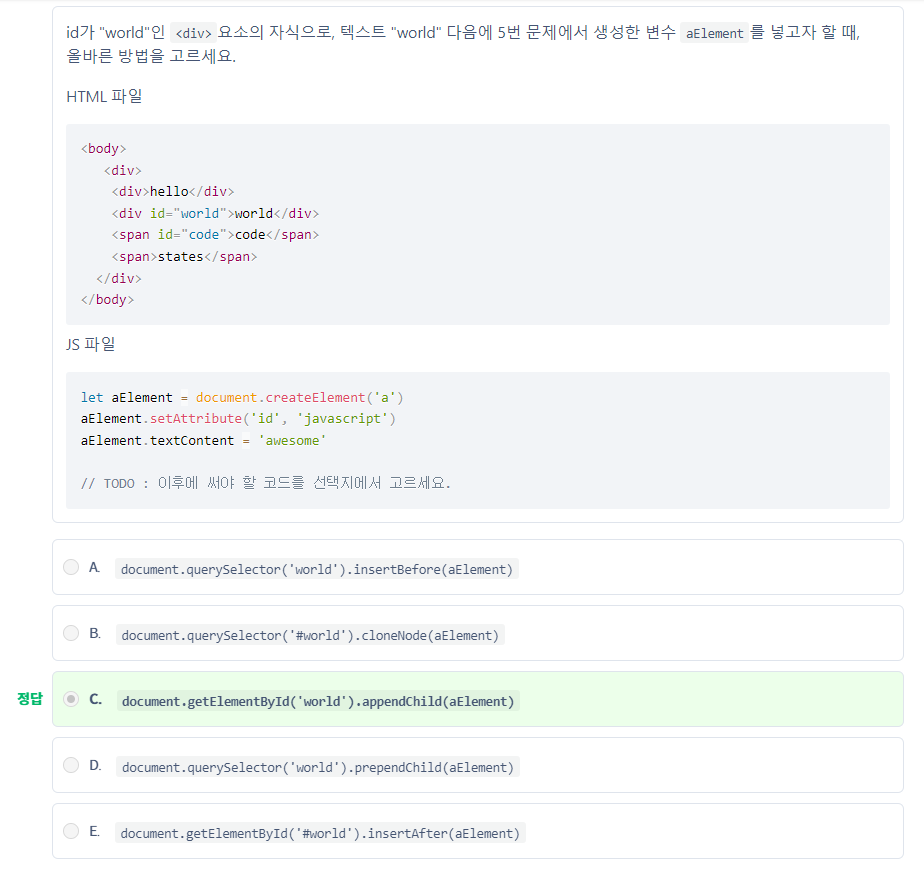 id가 "world"인 <div> 요소의 자식으로, 텍스트 "world" 다음에 5번 문제에서 생성한 변수 aElement 를 넣고자 할 때,
올바른 방법을 고르세요.
HTML 파일
<body>
   <div>
    <div>hello</div>
    <div id="world">world</div>
    <span id="code">code</span>
    <span>states</span>
  </div>
</body>
JS 파일
let aElement = document.createElement('a')
aElement.setAttribute('id', 'javascript')
aElement.textContent = 'awesome'
// TODO : 이후에 써야 할 코드를 선택지에서 고르세요.
A. document.querySelector('world').insertBefore(aElement)
B. document.querySelector('#world').cloneNode(aElement)
정답 C. document.getElementById('world').appendChild(aElement)
D. document.querySelector('world').prependChild(aElement)
E. document.getElementById('#world').insertAfter(aElement)